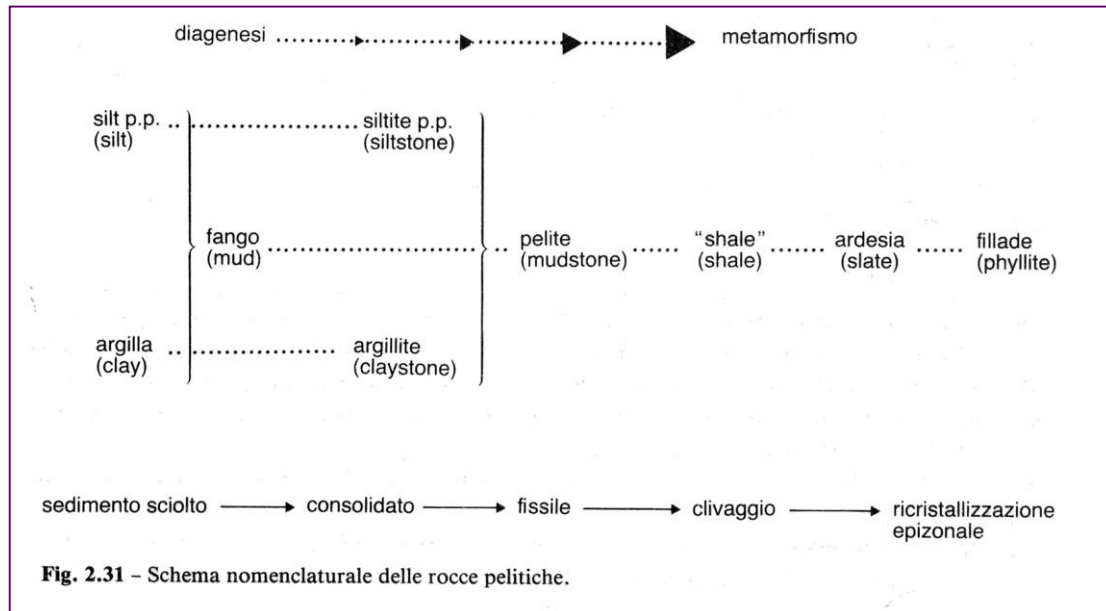 diagenesi metamorfismo
silt p.p. siltite p.p.
(silt) (siltstone)
fango pelite "shale" ardesia fillade
(mud) (mudstone) (shale) (slate) (phyllite)
argilla argillite
(clay) (claystone)
sedimento sciolto consolidato fissile clivaggio ricristallizzazione
epizonale
Fig. 2.31 – Schema nomenclaturale delle rocce pelitiche.